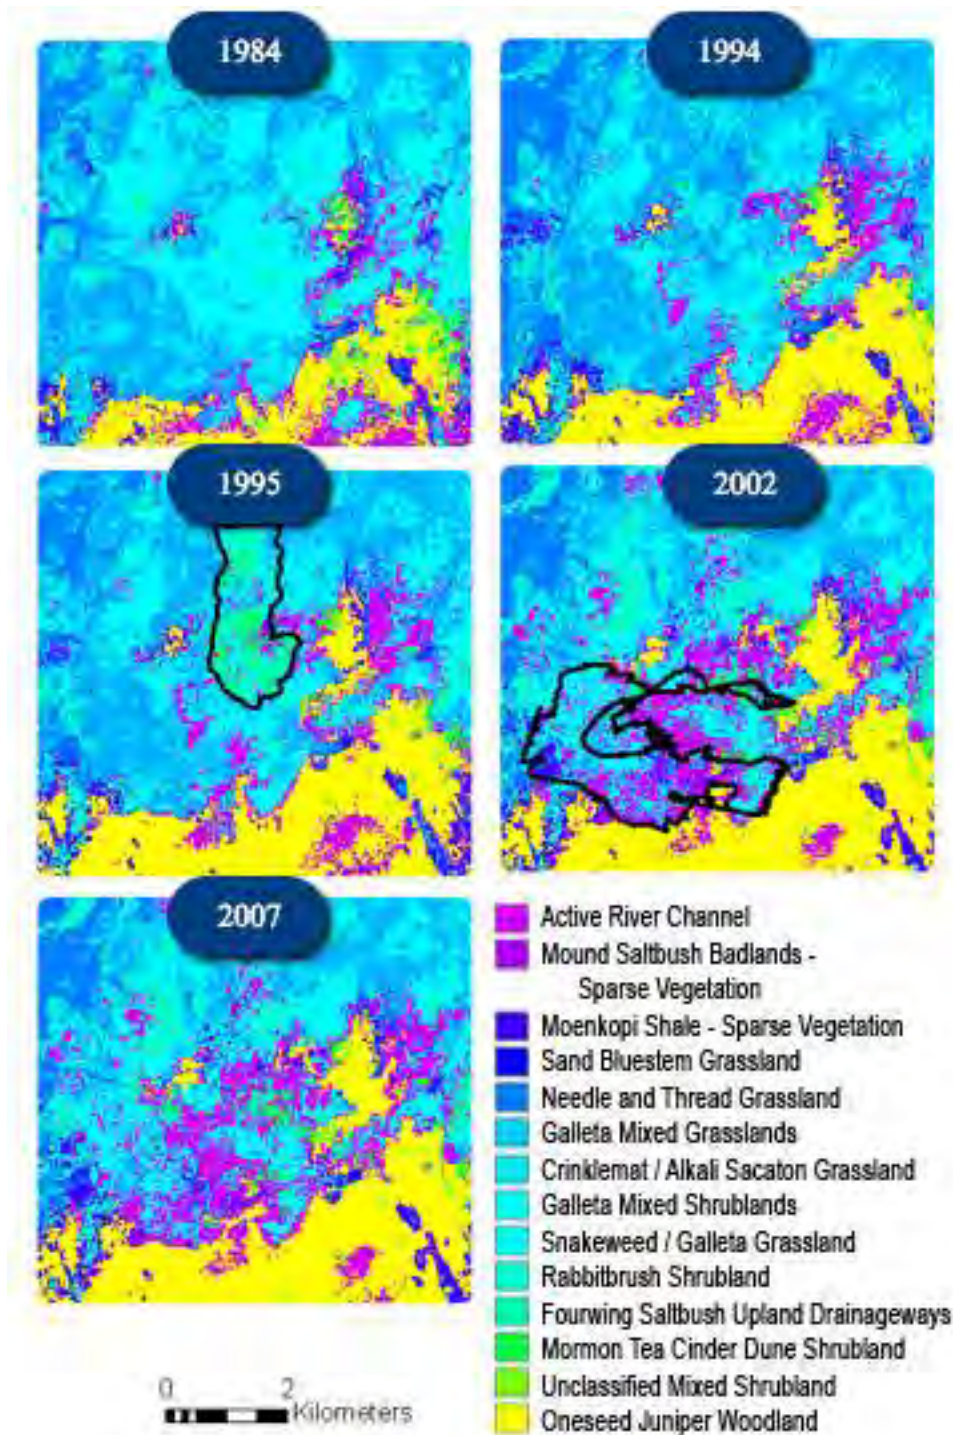 1984
1994
1995
2002
2007
Active River Channel
Mound Saltbush Badlands -
Sparse Vegetation
Moenkopi Shale - Sparse Vegetation
Sand Bluestem Grassland
Needle and Thread Grassland
Galleta Mixed Grasslands
Crinklemat / Alkali Sacaton Grassland
Galleta Mixed Shrublands
Snakeweed / Galleta Grassland
Rabbitbrush Shrubland
Fourwing Saltbush Upland Drainageways
Mormon Tea Cinder Dune Shrubland
Unclassified Mixed Shrubland
Oneseed Juniper Woodland
0 2
Kilometers